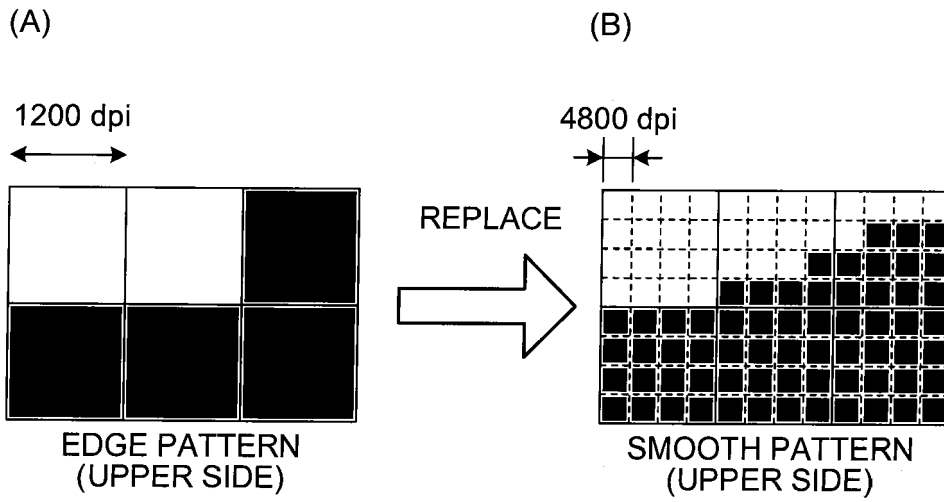 (A)
(B)
1200 dpi
4800 dpi
REPLACE
EDGE PATTERN
(UPPER SIDE)
SMOOTH PATTERN
(UPPER SIDE)